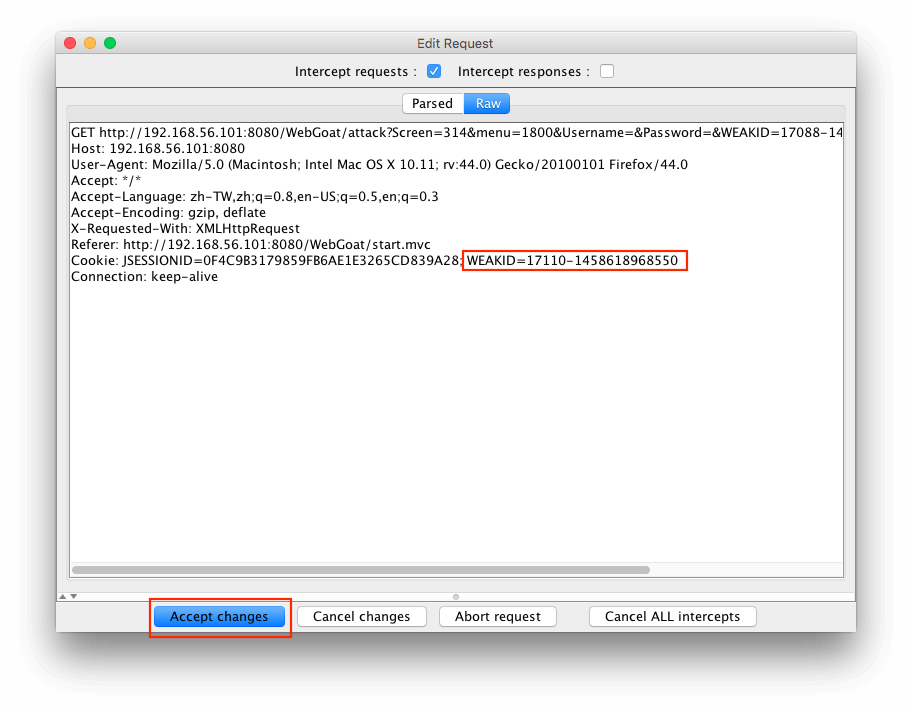 Edit Request
Intercept requests : Intercept responses :
Parsed Raw
GET http://192.168.56.101:8080/WebGoat/attack?Screen=314&menu=1800&Username=&Password=&WEAKID=17088-14
Host: 192.168.56.101:8080
User-Agent: Mozilla/5.0 (Macintosh; Intel Mac OS X 10.11; rv:44.0) Gecko/20100101 Firefox/44.0
Accept: */*
Accept-Language: zh-TW,zh;q=0.8,en-US;q=0.5,en;q=0.3
Accept-Encoding: gzip, deflate
X-Requested-With: XMLHttpRequest
Referer: http://192.168.56.101:8080/WebGoat/start.mvc
Cookie: JSESSIONID=0F4C9B3179859FB6AE1E3265CD839A28; WEAKID=17110-1458618968550
Connection: keep-alive
Accept changes Cancel changes Abort request Cancel ALL intercepts